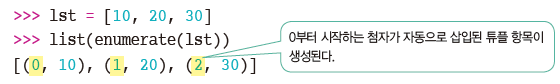 >>> lst = [10, 20, 30]
>>> list(enumerate(lst))
[(0, 10), (1, 20), (2, 30)]
0부터 시작하는 첨자가 자동으로 삽입된 튜플 항목이
생성된다.